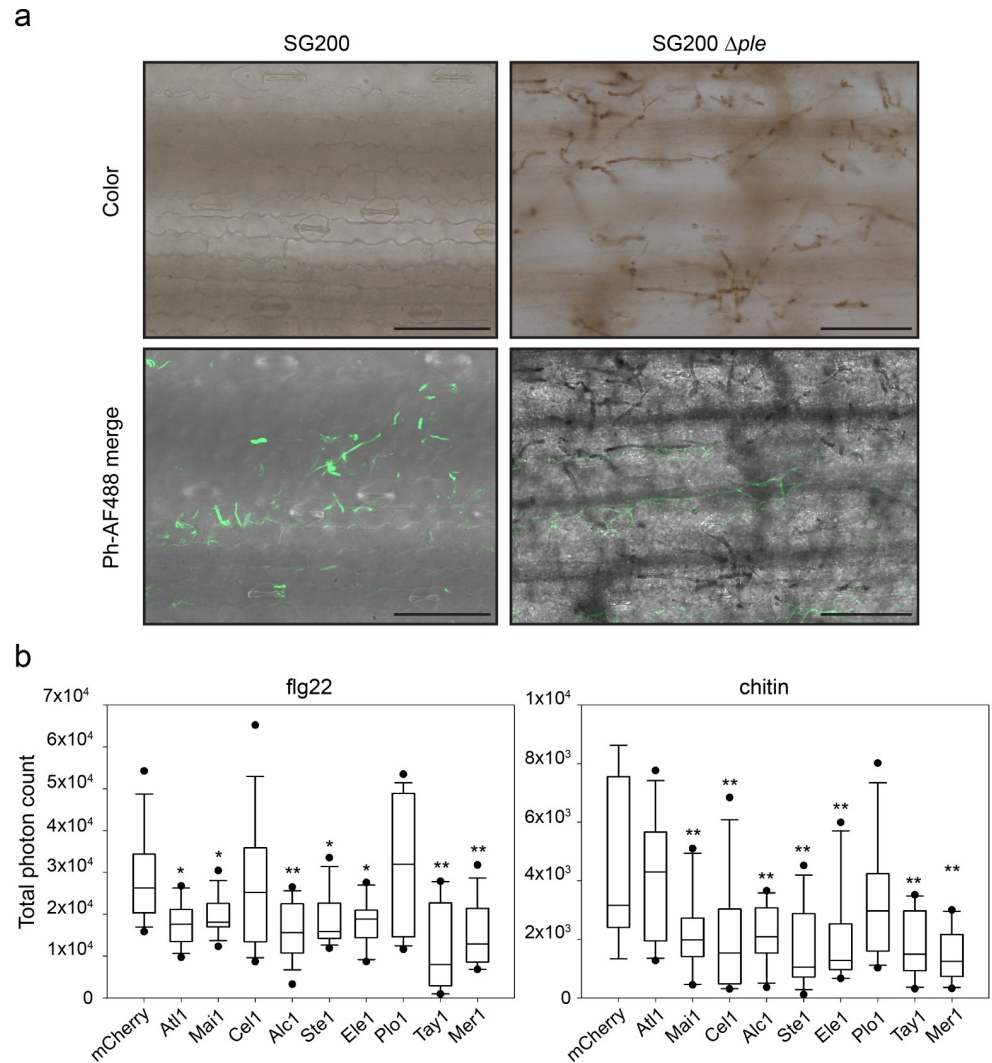 a
SG200
SG200 Δple
Color
Ph-AF488 merge
b
flg22
chitin
Total photon count
7x10⁴
6x10⁴
5x10⁴
4x10⁴
3x10⁴
2x10⁴
1x10⁴
0
* * ** * * ** **
mCherry
Atl1
Mai1
Cel1
Alc1
Ste1
Ele1
Plo1
Tay1
Mer1
1x10⁴
8x10³
6x10³
4x10³
2x10³
0
** ** ** ** ** ** **
mCherry
Atl1
Mai1
Cel1
Alc1
Ste1
Ele1
Plo1
Tay1
Mer1